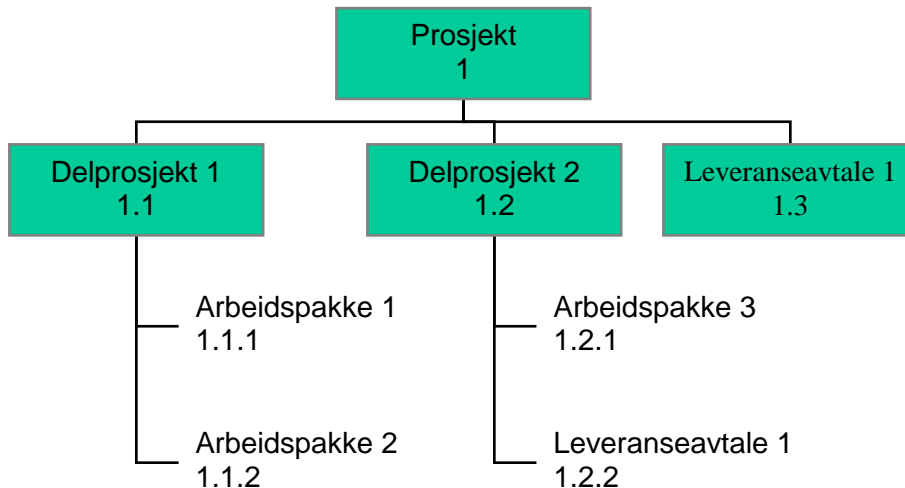 Prosjekt
1
Delprosjekt 1
1.1
Delprosjekt 2
1.2
Leveranseavtale 1
1.3
Arbeidspakke 1
1.1.1
Arbeidspakke 3
1.2.1
Arbeidspakke 2
1.1.2
Leveranseavtale 1
1.2.2